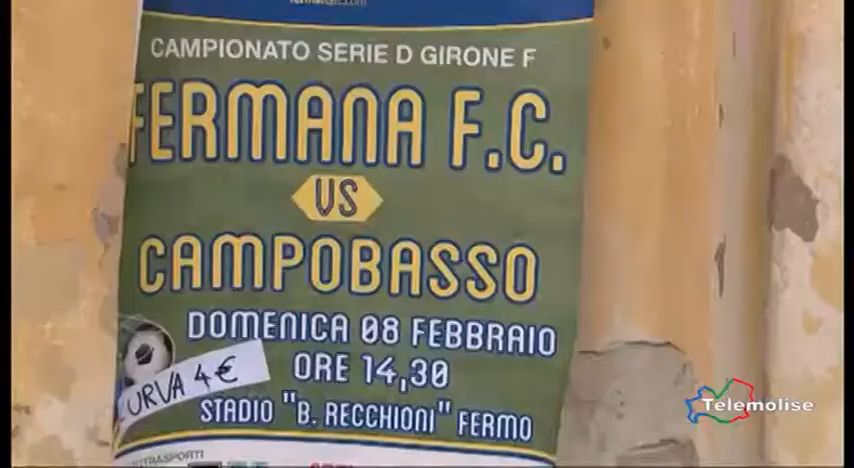 CAMPIONATO SERIE D GIRONE F
FERMANA F.C.
VS
CAMPOBASSO
DOMENICA 08 FEBBRAIO
ORE 14,30
CURVA 4€
STADIO "B. RECCHIONI" FERMO
Telemolise